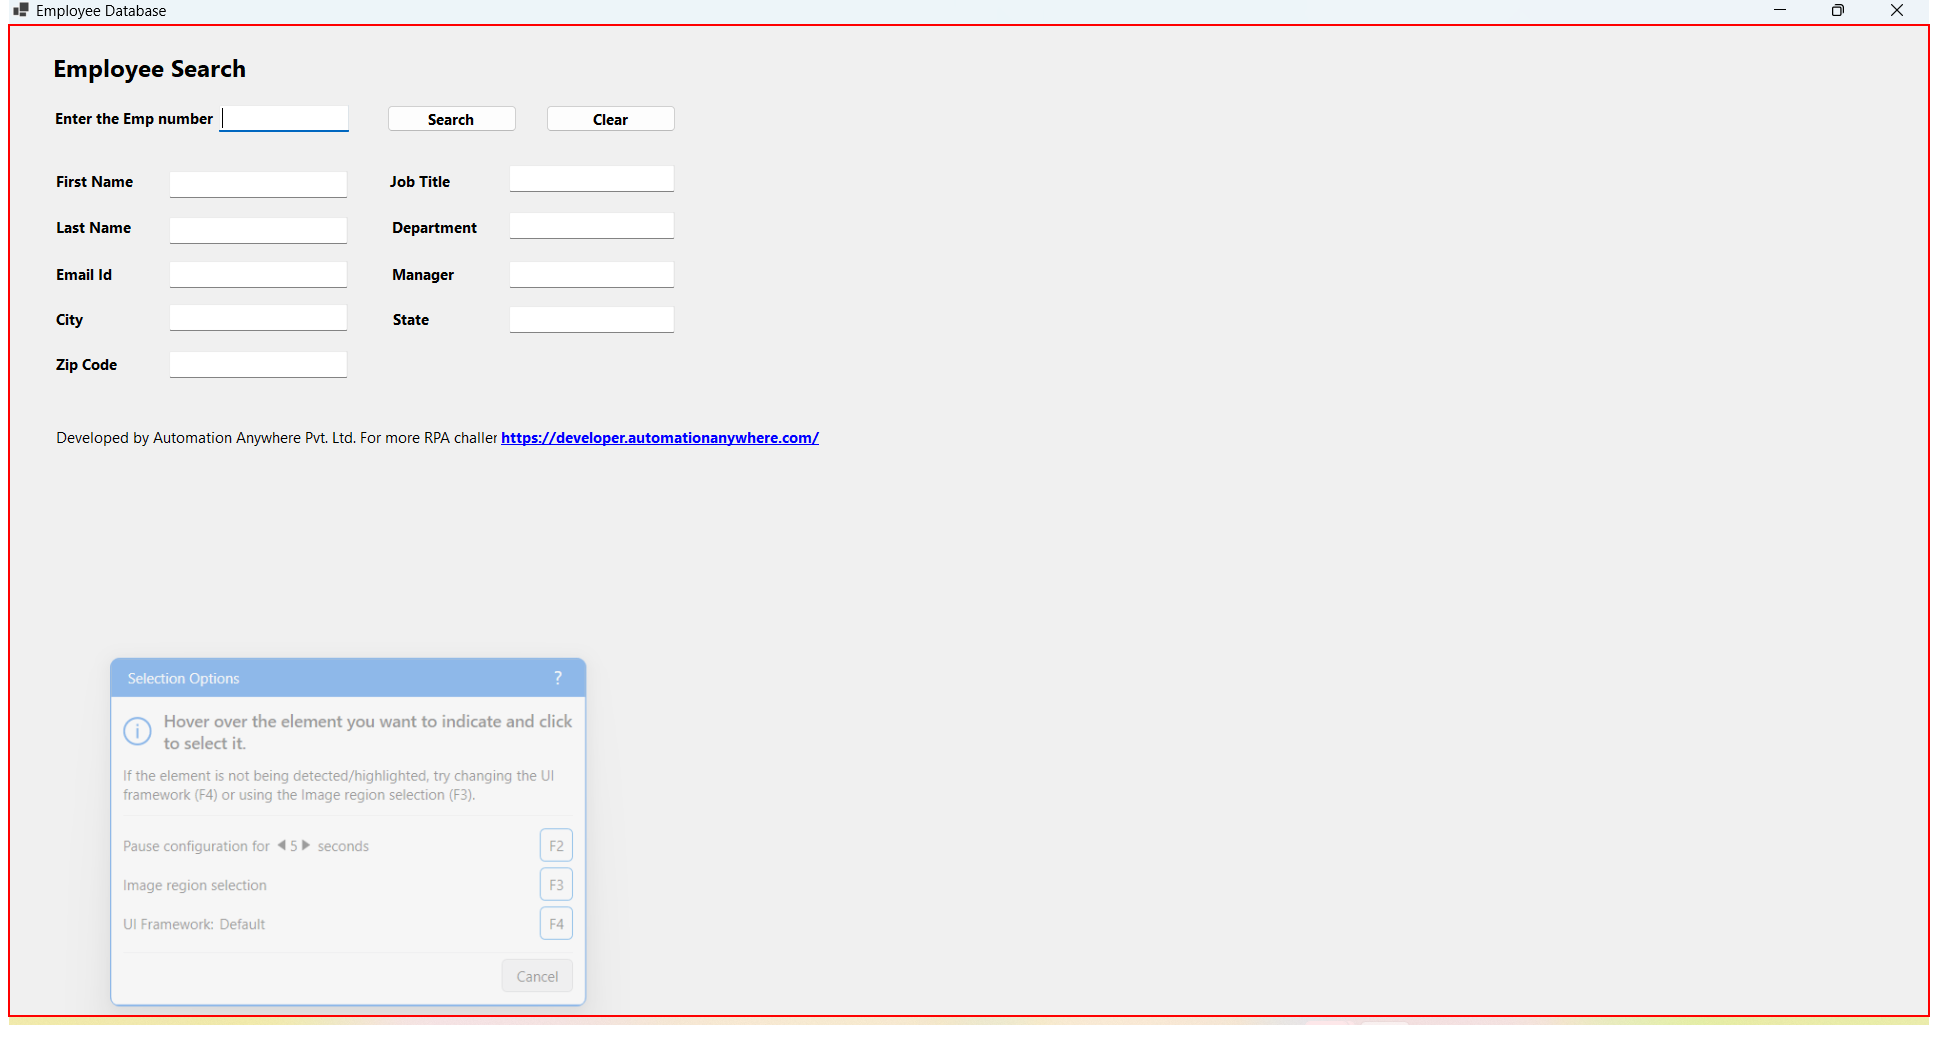 Employee Database
Employee Search
Enter the Emp number
Search
Clear
First Name
Job Title
Last Name
Department
Email Id
Manager
City
State
Zip Code
Developed by Automation Anywhere Pvt. Ltd. For more RPA challer https://developer.automationanywhere.com/
Selection Options ?
Hover over the element you want to indicate and click
to select it.
If the element is not being detected/highlighted, try changing the UI
framework (F4) or using the Image region selection (F3).
Pause configuration for 5 seconds F2
Image region selection F3
UI Framework: Default F4
Cancel